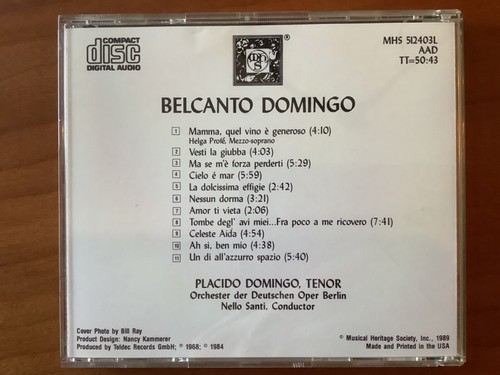 COMPACT
disc
DIGITAL AUDIO
MHS
MHS 512403L
AAD
TT=50:43
BELCANTO DOMINGO
1 Mamma, quel vino è generoso (4:10)
Helga Profé, Mezzo-soprano
2 Vesti la giubba (4:03)
3 Ma se m'è forza perderti (5:29)
4 Cielo é mar (5:59)
5 La dolcissima effigie (2:42)
6 Nessun dorma (3:21)
7 Amor ti vieta (2:06)
8 Tombe degl' avi miei...Fra poco a me ricovero (7:41)
9 Celeste Aïda (4:54)
10 Ah si, ben mio (4:38)
11 Un di all'azzurro spazio (5:40)
PLACIDO DOMINGO, TENOR
Orchester der Deutschen Oper Berlin
Nello Santi, Conductor
Cover Photo by Bill Ray
Product Design: Nancy Kammerer
Produced by Teldec Records GmbH; ℗ 1968; © 1984
© Musical Heritage Society, Inc., 1989
Made and Printed in the USA